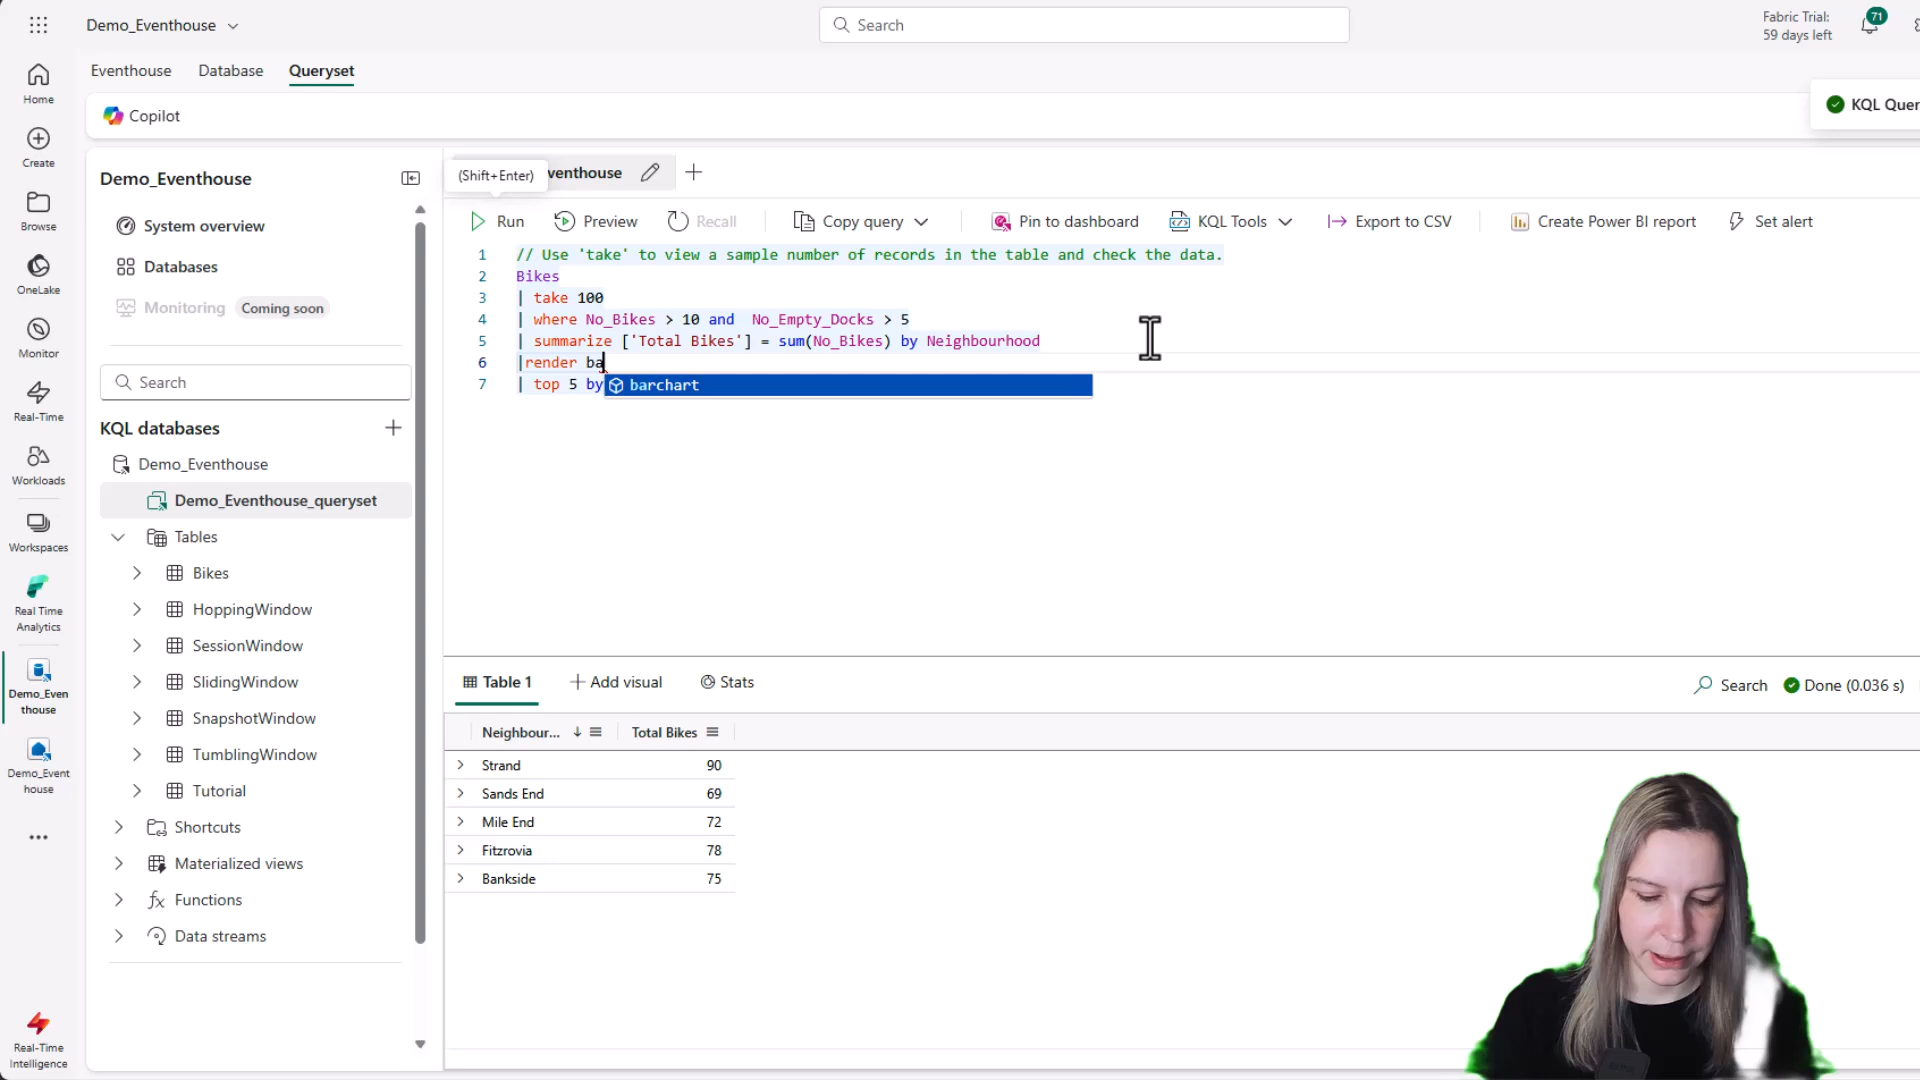 Demo_Eventhouse
Search
Fabric Trial:
59 days left
71
Eventhouse
Database
Queryset
Copilot
KQL Quer
Home
Create
Browse
OneLake
Monitor
Real-Time
Workloads
Workspaces
Real Time
Analytics
Demo_Even
thouse
Demo_Event
house
Real-Time
Intelligence
Demo_Eventhouse
System overview
Databases
Monitoring
Coming soon
Search
KQL databases
Demo_Eventhouse
Demo_Eventhouse_queryset
Tables
Bikes
HoppingWindow
SessionWindow
SlidingWindow
SnapshotWindow
TumblingWindow
Tutorial
Shortcuts
Materialized views
Functions
Data streams
(Shift+Enter)
venthouse
Run
Preview
Recall
Copy query
Pin to dashboard
KQL Tools
Export to CSV
Create Power BI report
Set alert
1 // Use 'take' to view a sample number of records in the table and check the data.
2 Bikes
3 | take 100
4 | where No_Bikes > 10 and  No_Empty_Docks > 5
5 | summarize ['Total Bikes'] = sum(No_Bikes) by Neighbourhood
6 |render ba
7 | top 5 by
barchart
Table 1
Add visual
Stats
Search
Done (0.036 s)
Neighbour...
Total Bikes
Strand 90
Sands End 69
Mile End 72
Fitzrovia 78
Bankside 75